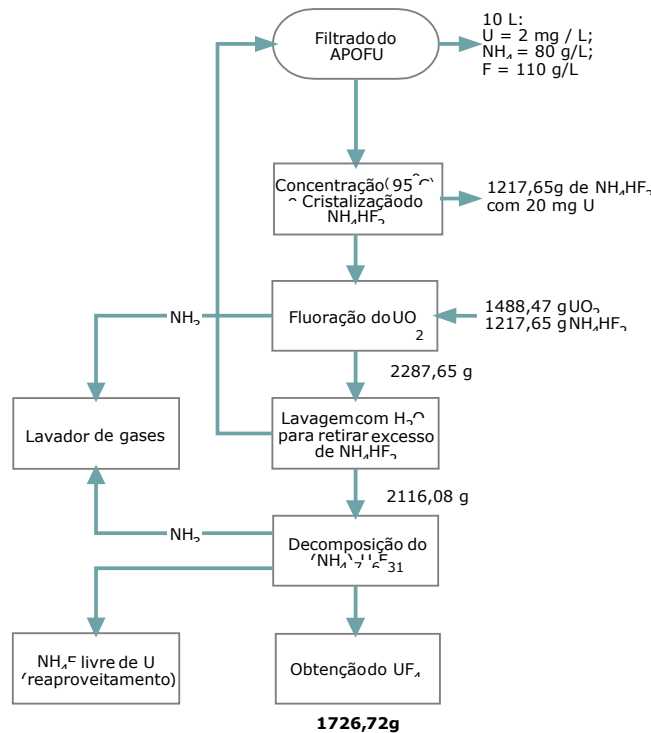 Filtrado do
APOFU
10 L:
U = 2 mg / L;
NH4 = 80 g/L;
F = 110 g/L
Concentração (95°C)
e Cristalização do
NH4HF2
1217,65g de NH4HF2
com 20 mg U
Fluoração do UO
2
NH3
1488,47 g UO2
1217,65 g NH4HF2
2287,65 g
Lavagem com H2O
para retirar excesso
de NH4HF2
Lavador de gases
2116,08 g
NH3
Decomposição do
(NH4)7U6F31
NH4F livre de U
(reaproveitamento)
Obtenção do UF4
1726,72g